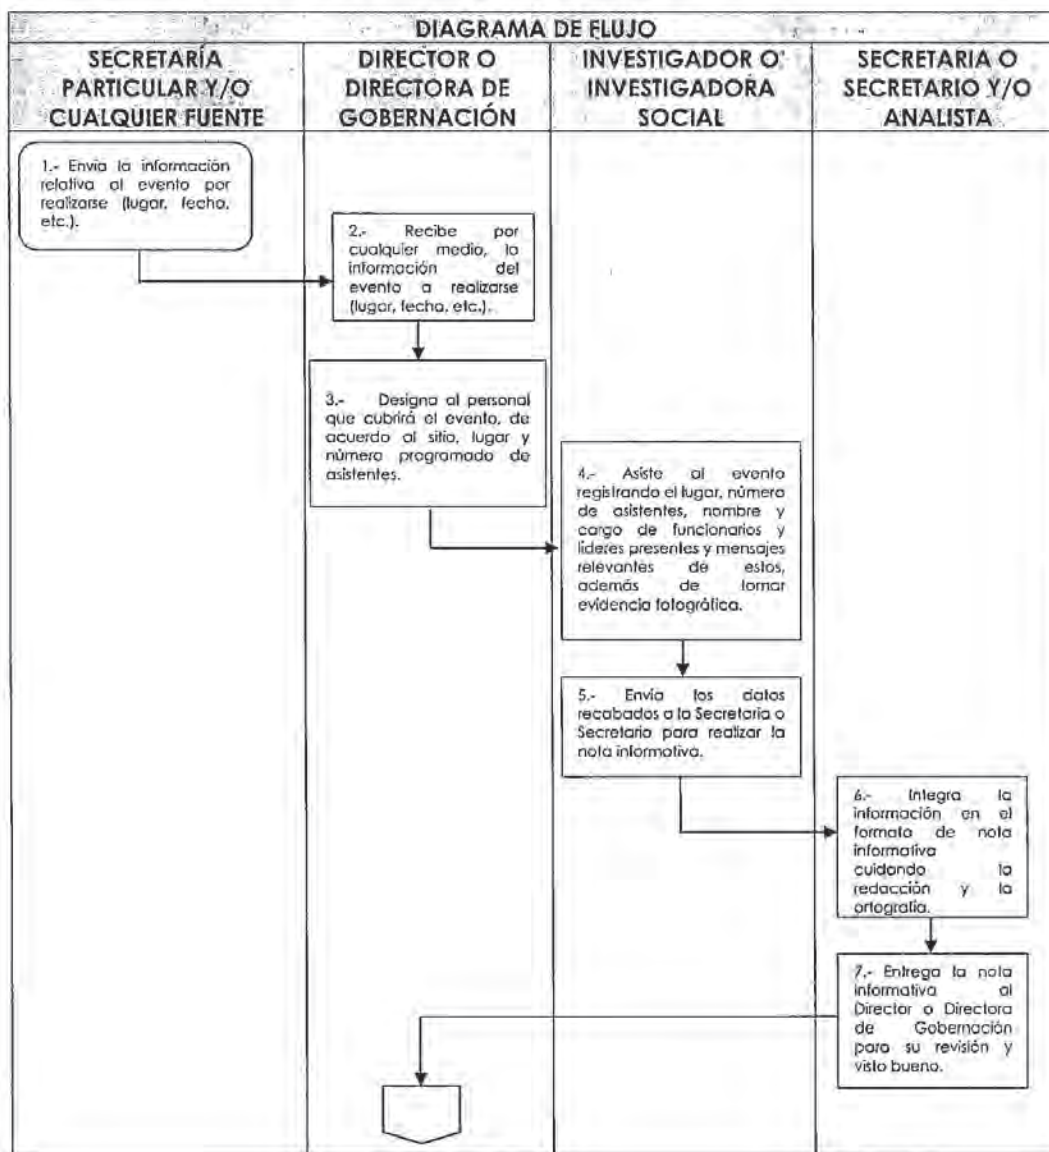 DIAGRAMA DE FLUJO
SECRETARÍA
PARTICULAR Y/O
CUALQUIER FUENTE
DIRECTOR O
DIRECTORA DE
GOBERNACIÓN
INVESTIGADOR O
INVESTIGADORA
SOCIAL
SECRETARIA O
SECRETARIO Y/O
ANALISTA
1.- Envía la información
relativa al evento por
realizarse (lugar, fecha,
etc.).
2.- Recibe por
cualquier medio, la
información del
evento a realizarse
(lugar, fecha, etc.).
3.- Designa al personal
que cubrirá el evento, de
acuerdo al sitio, lugar y
número programado de
asistentes.
4.- Asiste al evento
registrando el lugar, número
de asistentes, nombre y
cargo de funcionarios y
líderes presentes y mensajes
relevantes de estos,
además de tomar
evidencia fotográfica.
5.- Envía los datos
recabados a la Secretaria o
Secretario para realizar la
nota informativa.
6.- Integra la
información en el
formato de nota
informativa
cuidando la
redacción y la
ortografía.
7.- Entrega la nota
informativa al
Director o Directora
de Gobernación
para su revisión y
visto bueno.